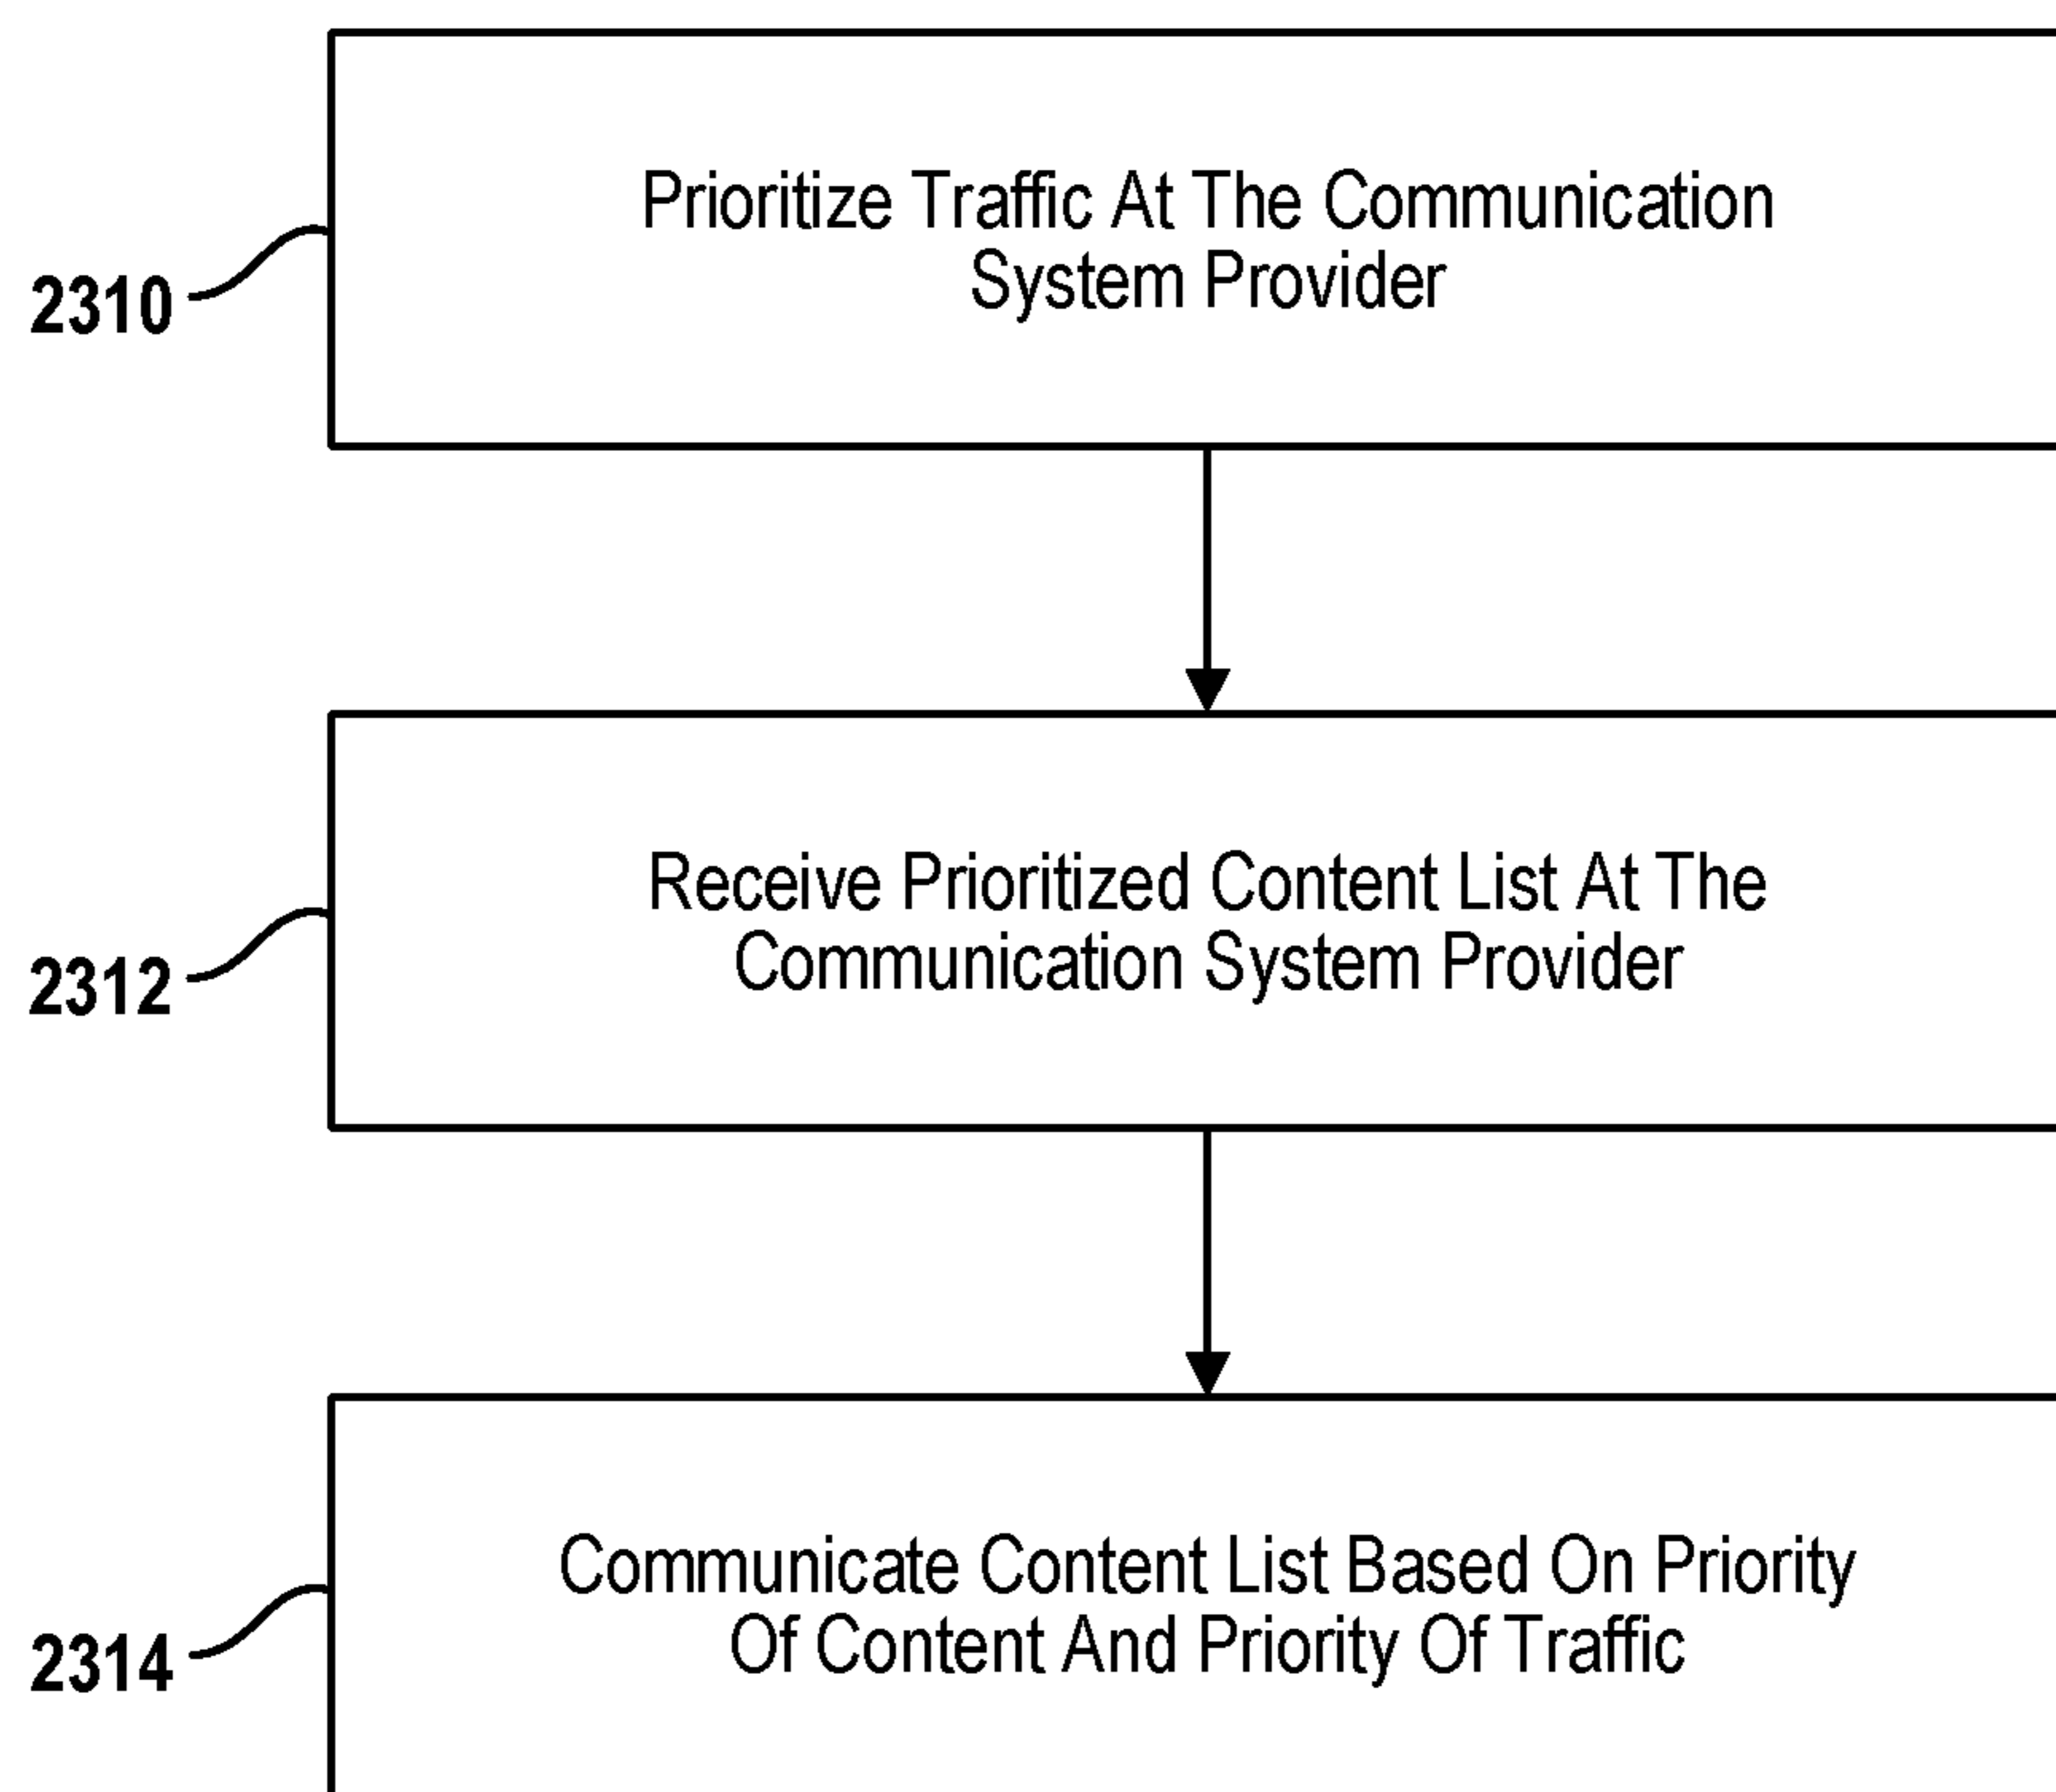 Prioritize Traffic At The Communication
System Provider
2310
Receive Prioritized Content List At The
Communication System Provider
2312
Communicate Content List Based On Priority
Of Content And Priority Of Traffic
2314